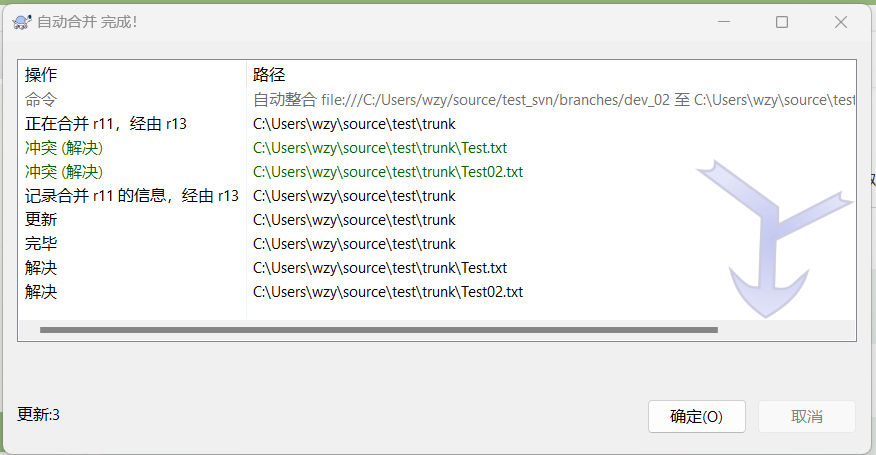 自动合并 完成！
操作 路径
命令 自动整合 file:///C:/Users/wzy/source/test_svn/branches/dev_02 至 C:\Users\wzy\source\test
正在合并 r11，经由 r13 C:\Users\wzy\source\test\trunk
冲突 (解决) C:\Users\wzy\source\test\trunk\Test.txt
冲突 (解决) C:\Users\wzy\source\test\trunk\Test02.txt
记录合并 r11 的信息，经由 r13 C:\Users\wzy\source\test\trunk
更新 C:\Users\wzy\source\test\trunk
完毕 C:\Users\wzy\source\test\trunk
解决 C:\Users\wzy\source\test\trunk\Test.txt
解决 C:\Users\wzy\source\test\trunk\Test02.txt
更新:3
确定(O) 取消